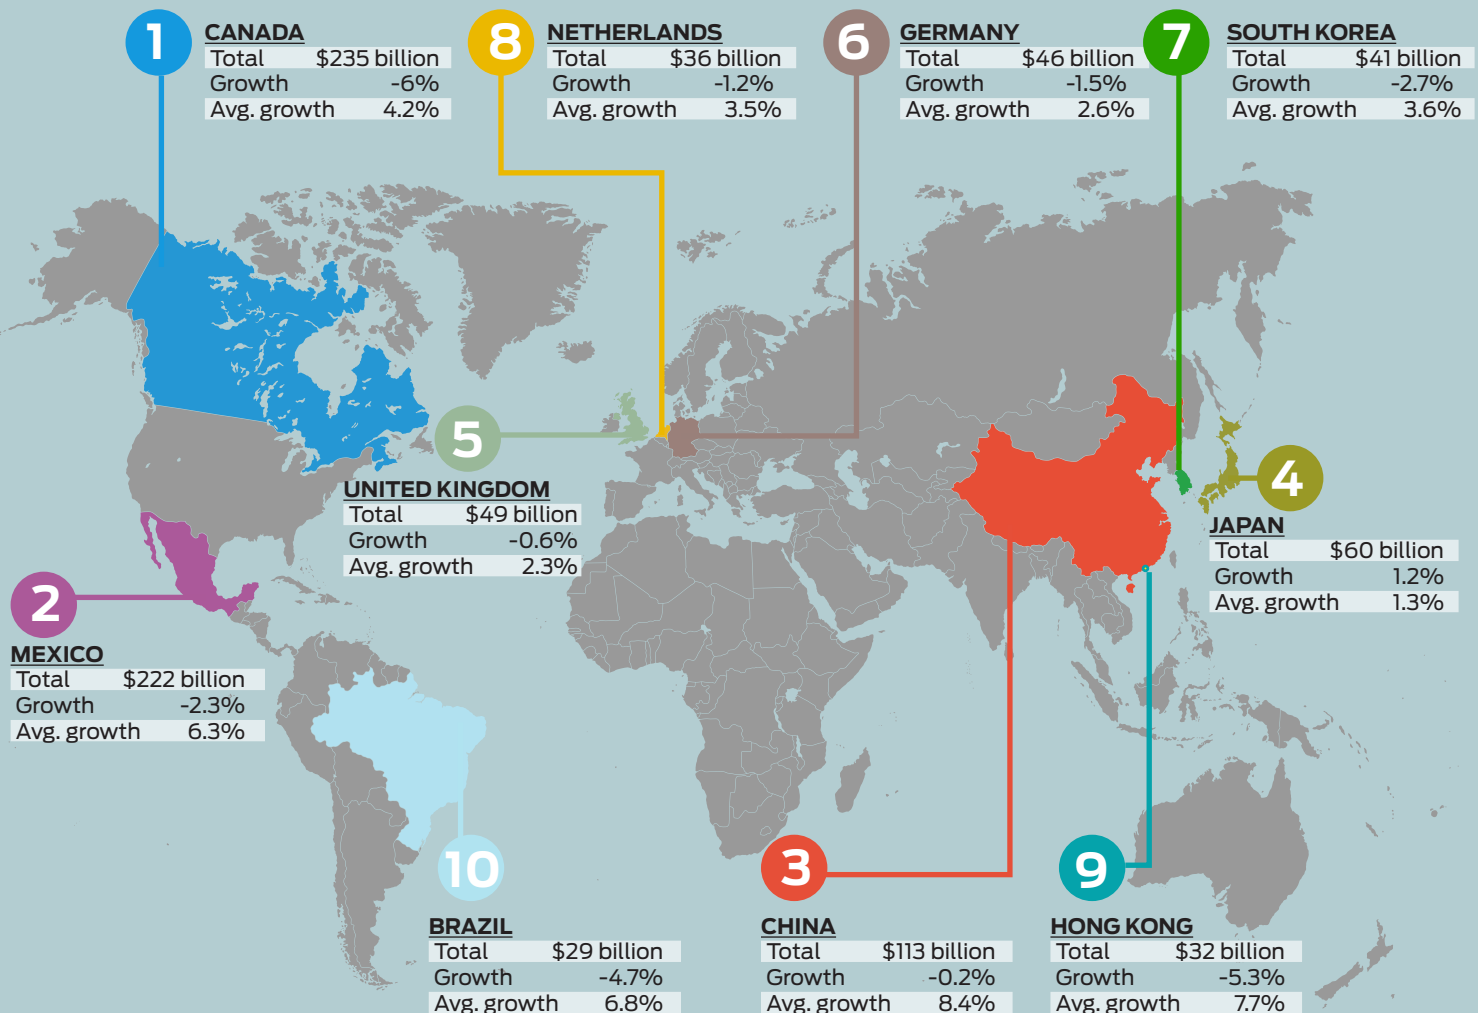 1
CANADA
Total $235 billion
Growth -6%
Avg. growth 4.2%
8
NETHERLANDS
Total $36 billion
Growth -1.2%
Avg. growth 3.5%
6
GERMANY
Total $46 billion
Growth -1.5%
Avg. growth 2.6%
7
SOUTH KOREA
Total $41 billion
Growth -2.7%
Avg. growth 3.6%
5
UNITED KINGDOM
Total $49 billion
Growth -0.6%
Avg. growth 2.3%
4
JAPAN
Total $60 billion
Growth 1.2%
Avg. growth 1.3%
2
MEXICO
Total $222 billion
Growth -2.3%
Avg. growth 6.3%
10
BRAZIL
Total $29 billion
Growth -4.7%
Avg. growth 6.8%
3
CHINA
Total $113 billion
Growth -0.2%
Avg. growth 8.4%
9
HONG KONG
Total $32 billion
Growth -5.3%
Avg. growth 7.7%